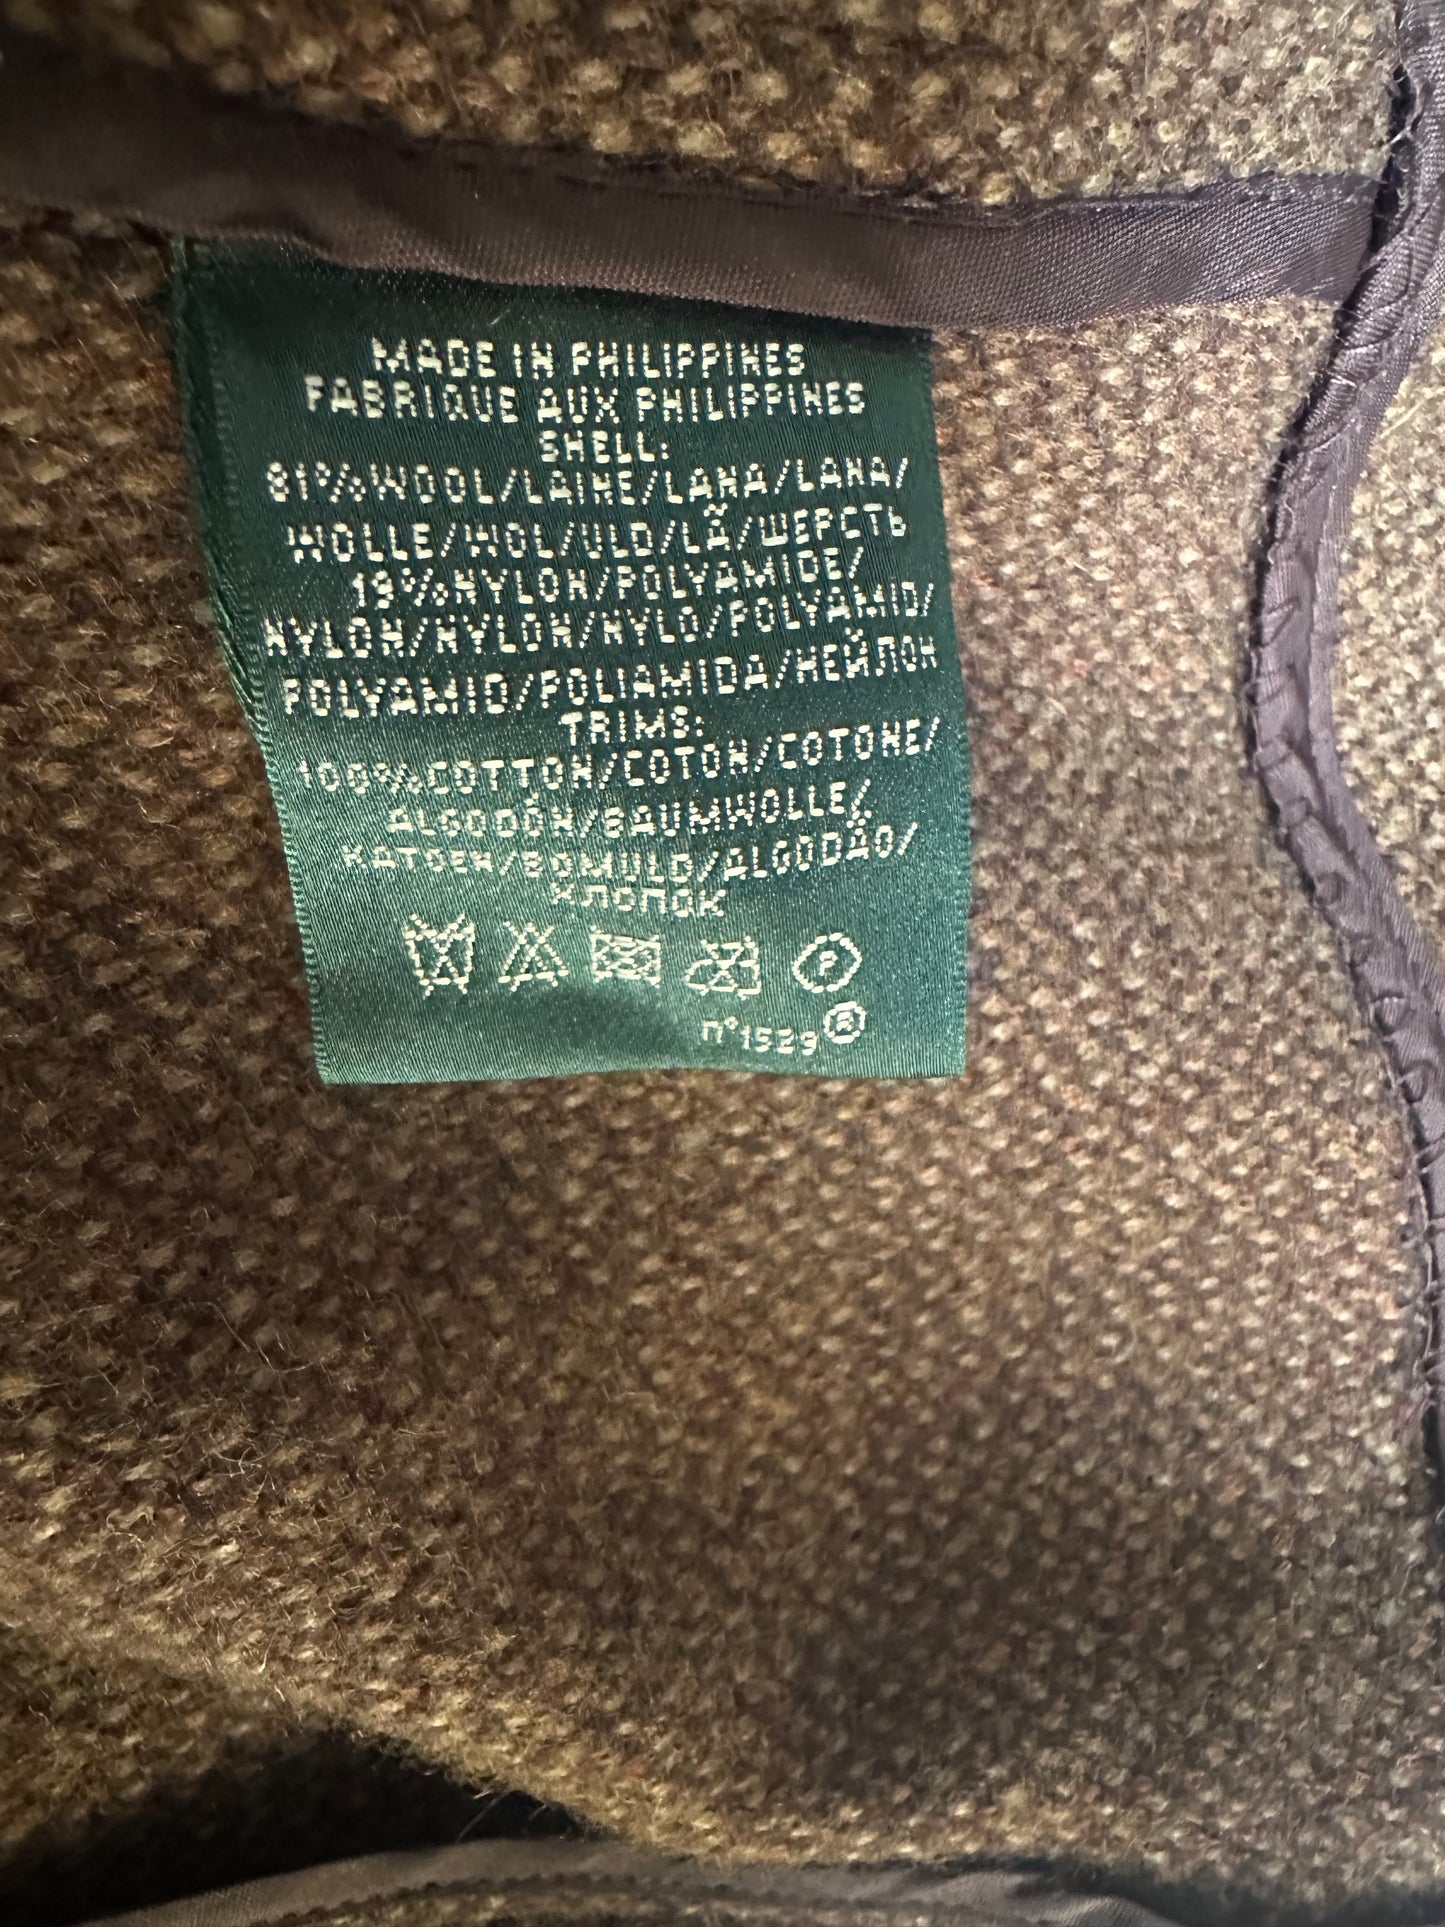 MADE IN PHILIPPINES
FABRIQUE AUX PHILIPPINES
SHELL:
81%WOOL/LAINE/LANA/LANA/
WOLLE/WOL/ULD/LÃ/ШЕРСТЬ
19%NYLON/POLYAMIDE/
NYLON/NYLON/NYLO/POLYAMID/
POLYAMID/POLIAMIDA/НЕЙЛОН
TRIMS:
100%COTTON/COTON/COTONE/
ALGODÓN/BAUMWOLLE/
KATOEN/BOMULD/ALGODÃO/
ХЛОПОК
P
n°1529®